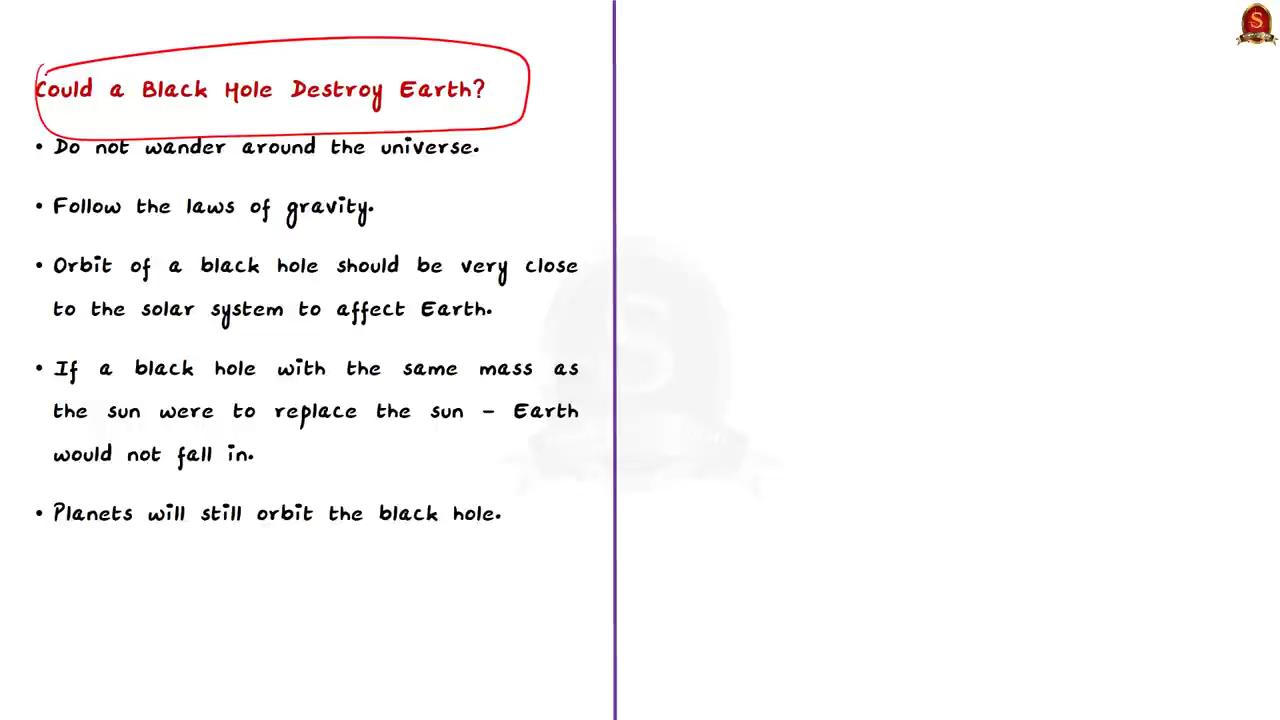 Could a Black Hole Destroy Earth?
• Do not wander around the universe.
• Follow the laws of gravity.
• Orbit of a black hole should be very close
to the solar system to affect Earth.
• If a black hole with the same mass as
the sun were to replace the sun – Earth
would not fall in.
• Planets will still orbit the black hole.
S